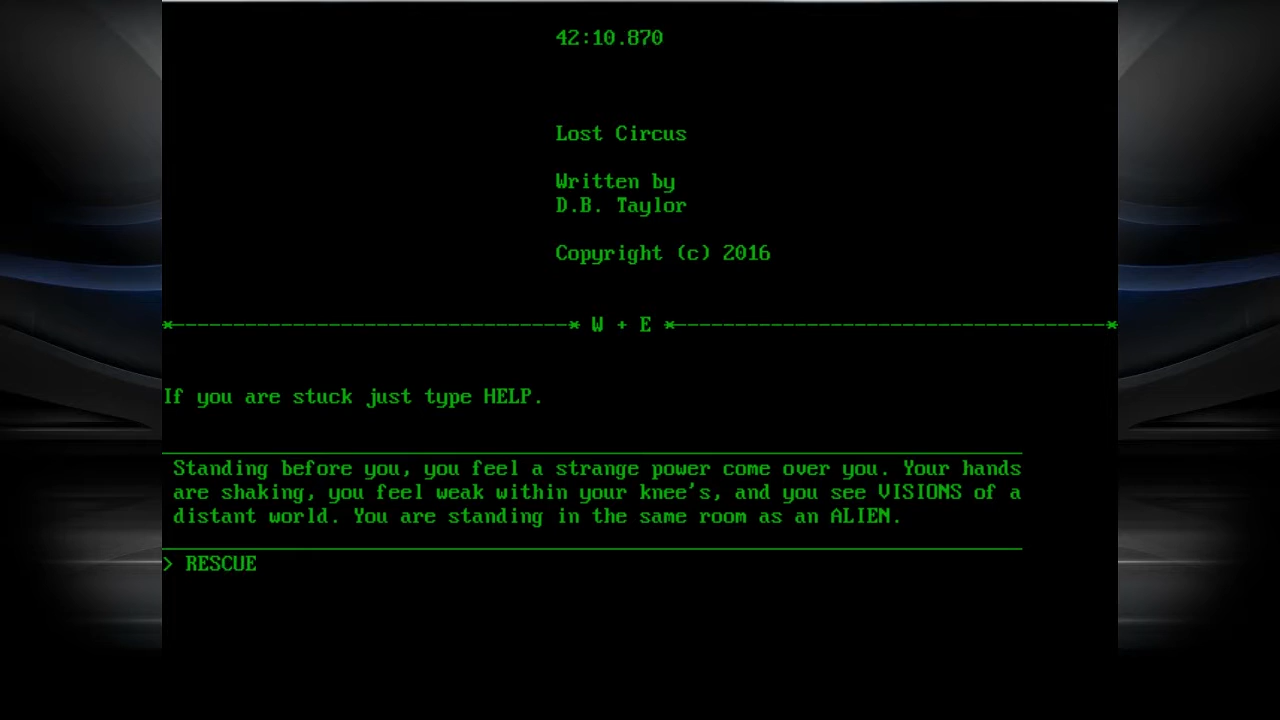 42:10.870
Lost Circus
Written by
D.B. Taylor
Copyright (c) 2016
*----------------------------------* W + E *-------------------------------------*
If you are stuck just type HELP.
Standing before you, you feel a strange power come over you. Your hands
are shaking, you feel weak within your knee's, and you see VISIONS of a
distant world. You are standing in the same room as an ALIEN.
> RESCUE